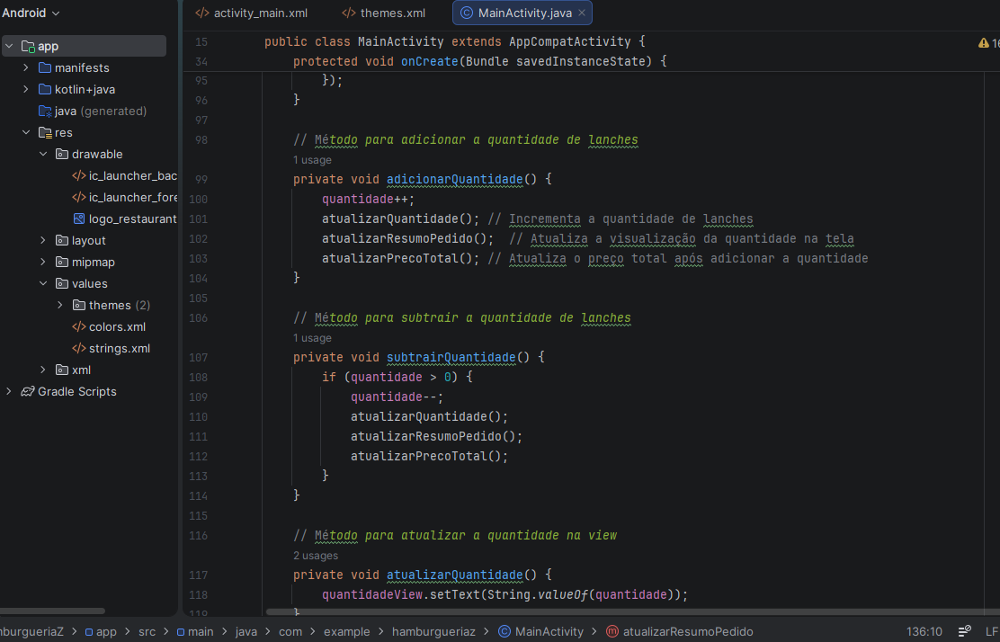 Android
activity_main.xml
themes.xml
MainActivity.java
app
manifests
kotlin+java
java (generated)
res
drawable
ic_launcher_bac
ic_launcher_fore
logo_restaurant
layout
mipmap
values
themes (2)
colors.xml
strings.xml
xml
Gradle Scripts
15 public class MainActivity extends AppCompatActivity {
34 protected void onCreate(Bundle savedInstanceState) {
95 });
96 }
97
98 // Método para adicionar a quantidade de lanches
1 usage
99 private void adicionarQuantidade() {
100 quantidade++;
101 atualizarQuantidade(); // Incrementa a quantidade de lanches
102 atualizarResumoPedido();  // Atualiza a visualização da quantidade na tela
103 atualizarPrecoTotal(); // Atualiza o preço total após adicionar a quantidade
104 }
105
106 // Método para subtrair a quantidade de lanches
1 usage
107 private void subtrairQuantidade() {
108 if (quantidade > 0) {
109 quantidade--;
110 atualizarQuantidade();
111 atualizarResumoPedido();
112 atualizarPrecoTotal();
113 }
114 }
115
116 // Método para atualizar a quantidade na view
2 usages
117 private void atualizarQuantidade() {
118 quantidadeView.setText(String.valueOf(quantidade));
119 }
16
mburgueriaZ > app > src > main > java > com > example > hamburgueriaz > MainActivity > atualizarResumoPedido
136:10
LF